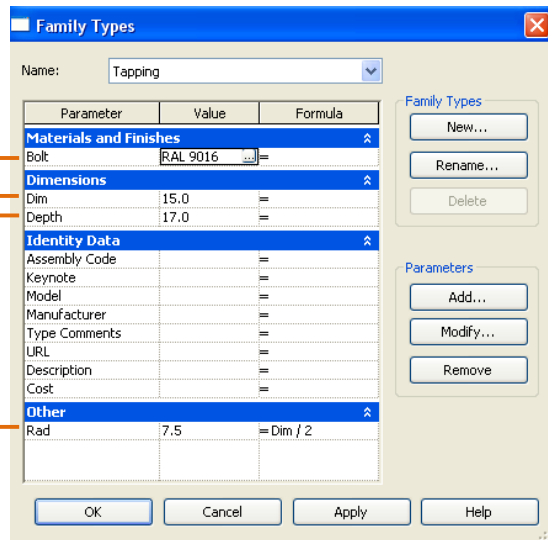 Family Types
Name: Tapping
Parameter Value Formula
Materials and Finishes
Bolt RAL 9016 ... =
Dimensions
Dim 15.0 =
Depth 17.0 =
Identity Data
Assembly Code =
Keynote =
Model =
Manufacturer =
Type Comments =
URL =
Description =
Cost =
Other
Rad 7.5 = Dim / 2
Family Types
New...
Rename...
Delete
Parameters
Add...
Modify...
Remove
OK Cancel Apply Help